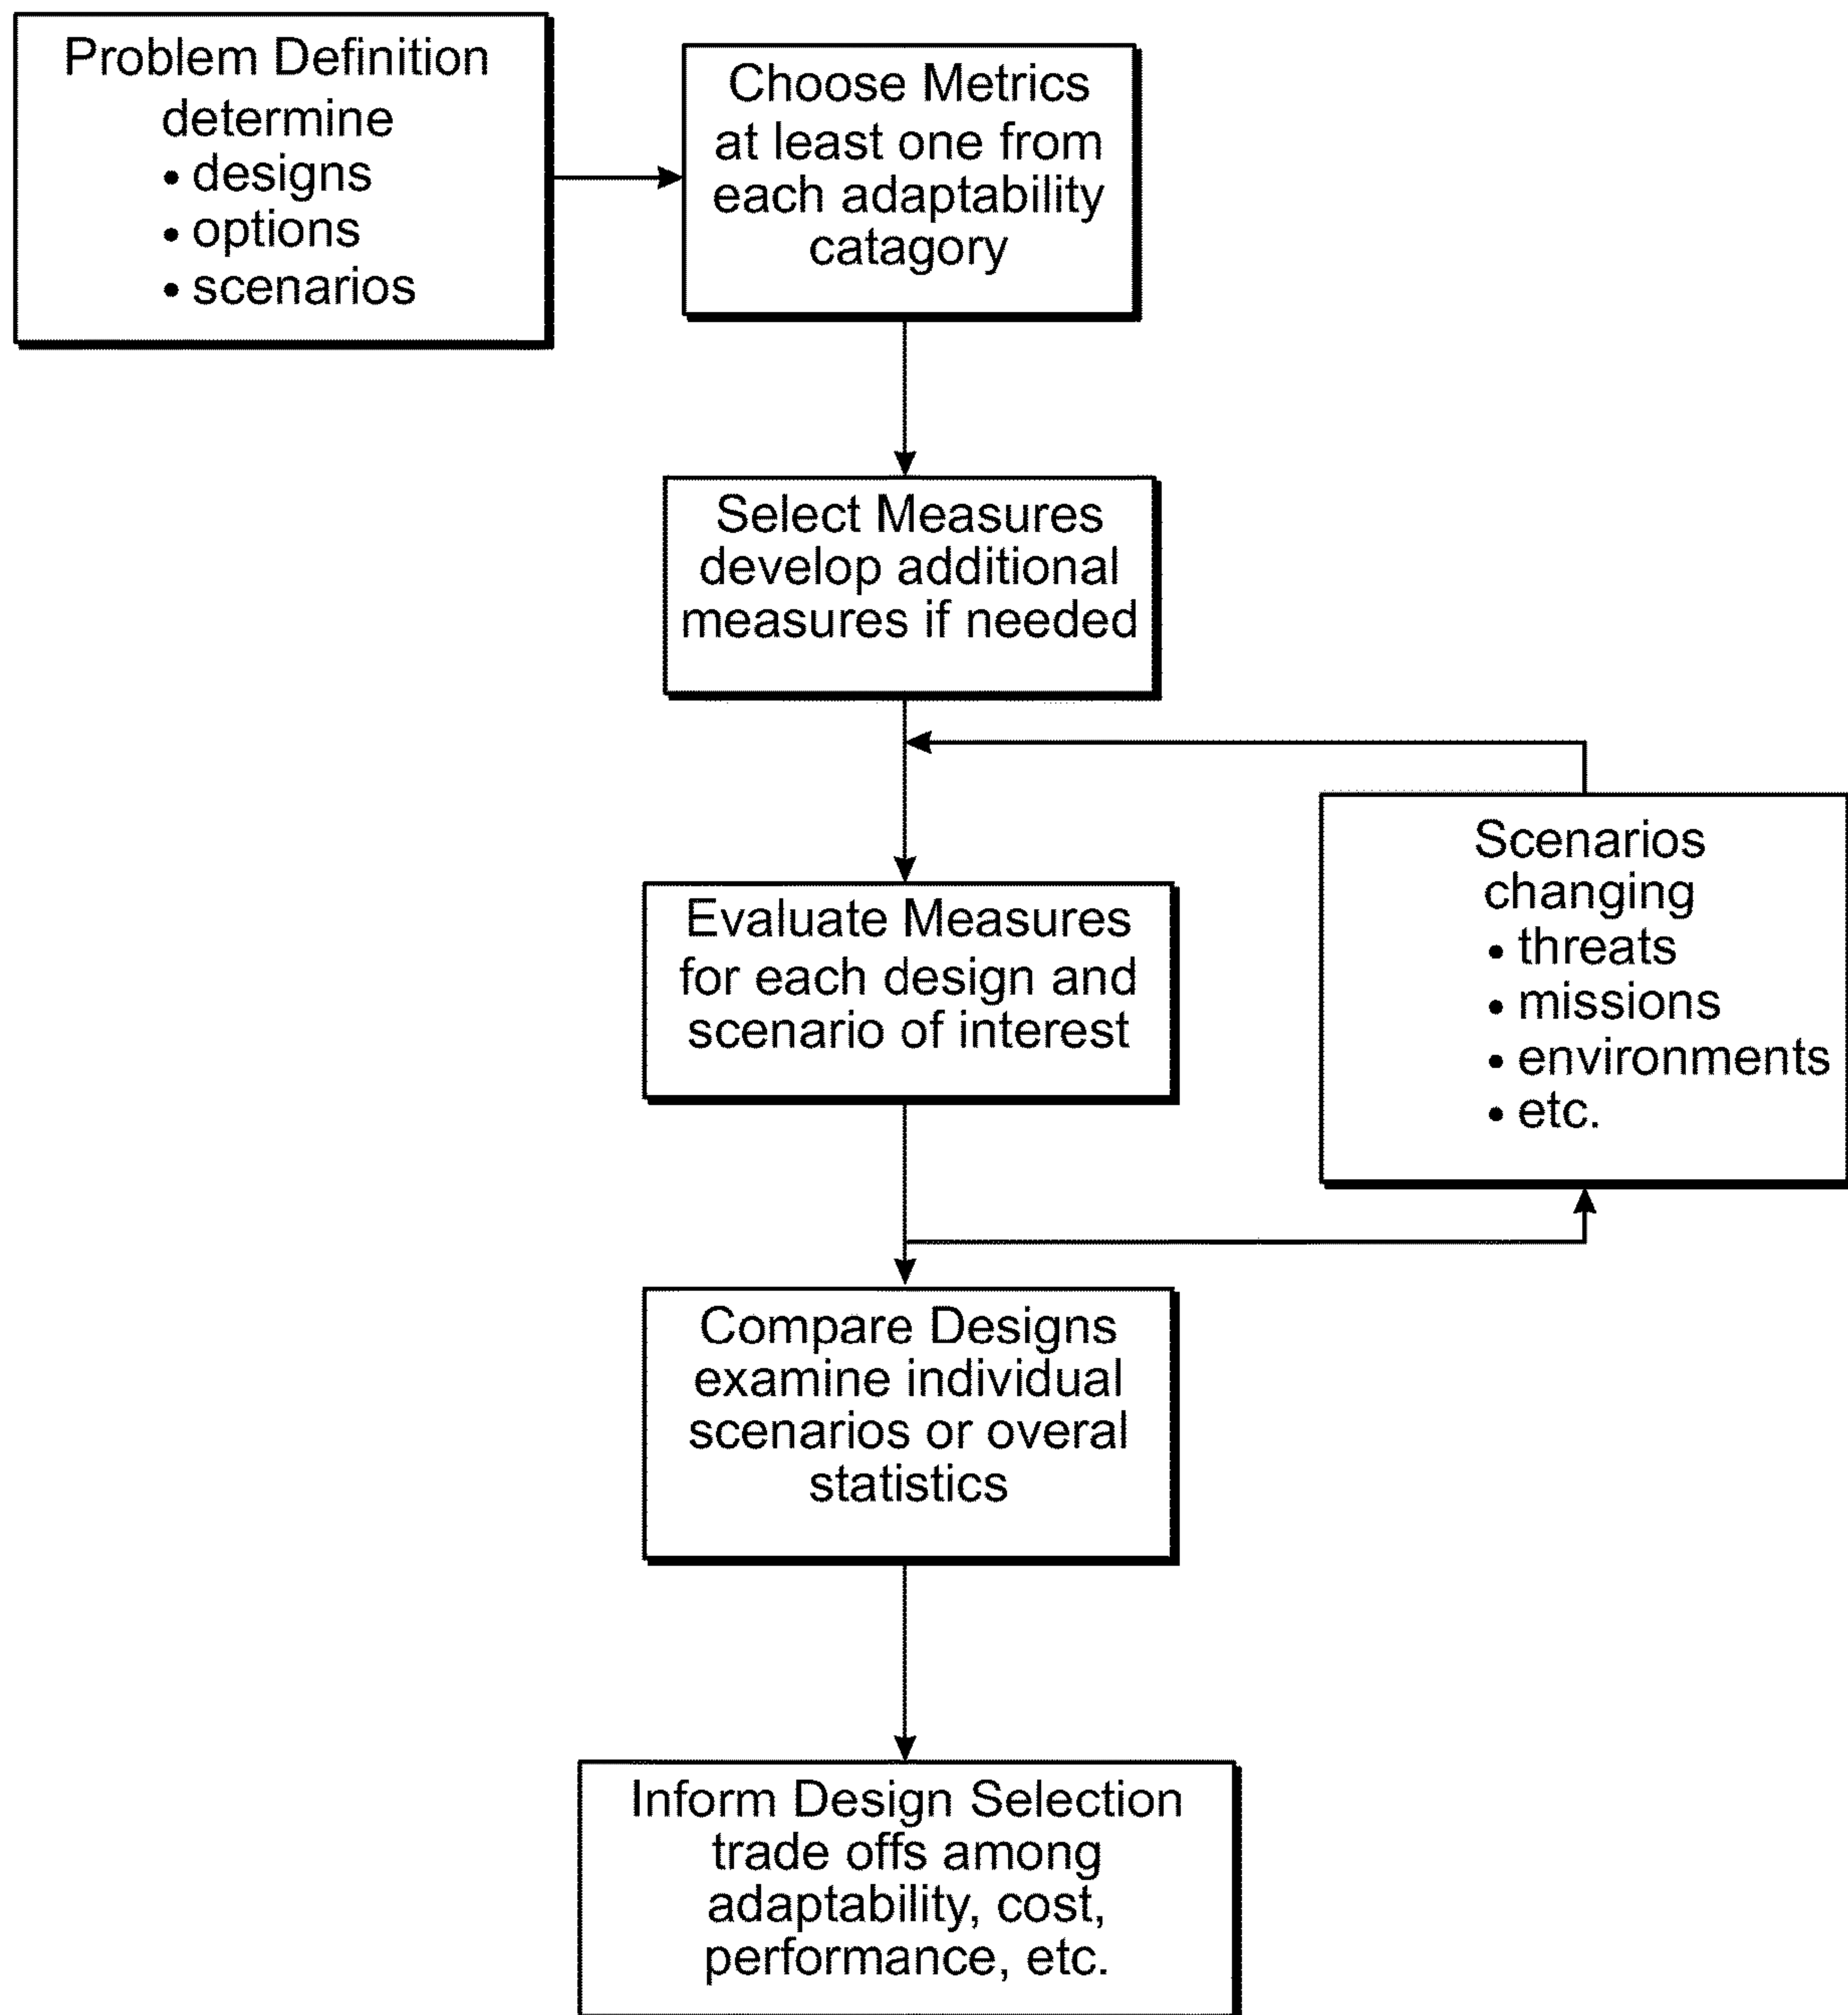 Problem Definition
determine
• designs
• options
• scenarios
Choose Metrics
at least one from
each adaptability
catagory
Select Measures
develop additional
measures if needed
Evaluate Measures
for each design and
scenario of interest
Scenarios
changing
• threats
• missions
• environments
• etc.
Compare Designs
examine individual
scenarios or overal
statistics
Inform Design Selection
trade offs among
adaptability, cost,
performance, etc.